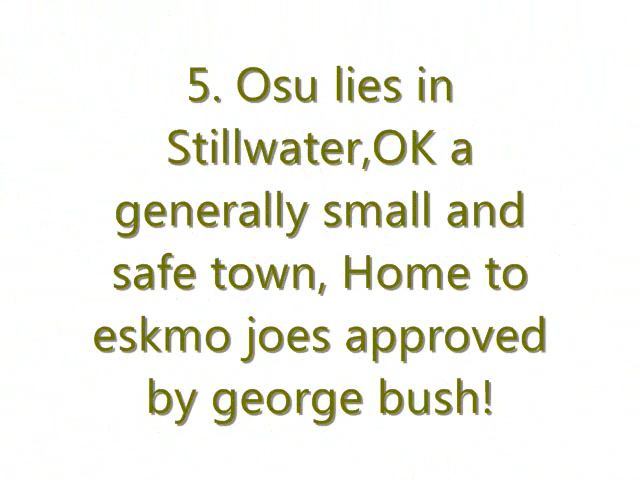 5. Osu lies in
Stillwater,OK a
generally small and
safe town, Home to
eskmo joes approved
by george bush!